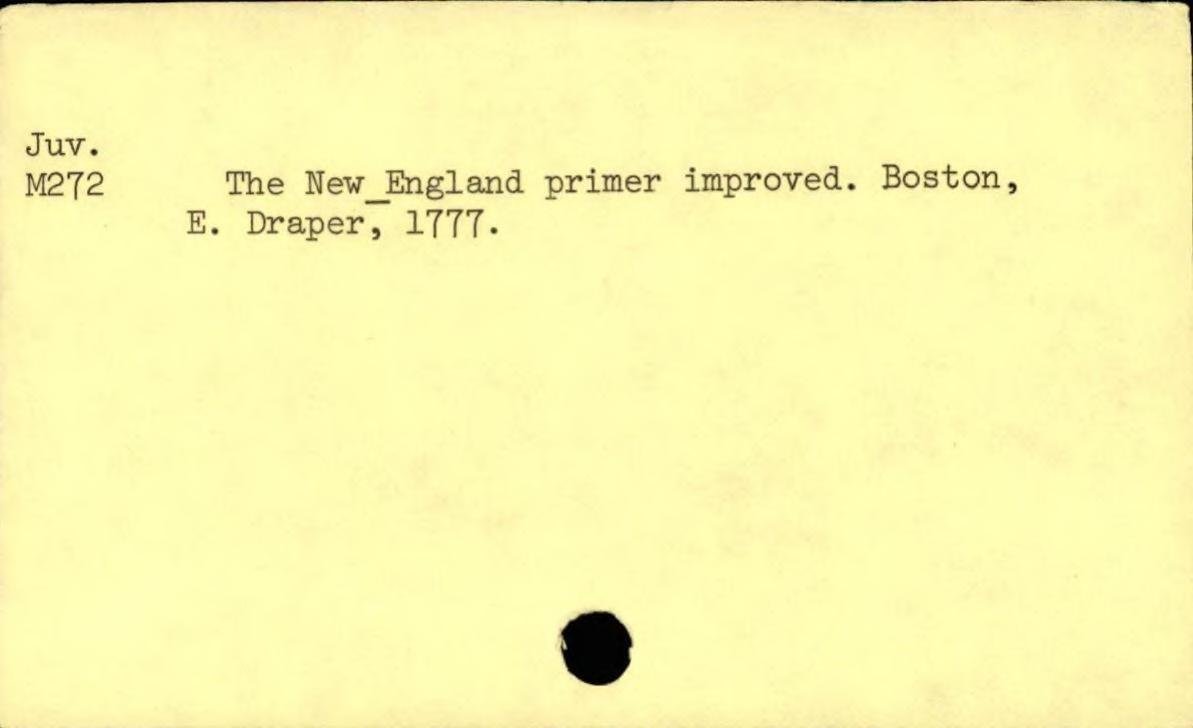 Juv.
M272 The New_England primer improved. Boston,
E. Draper, 1777.